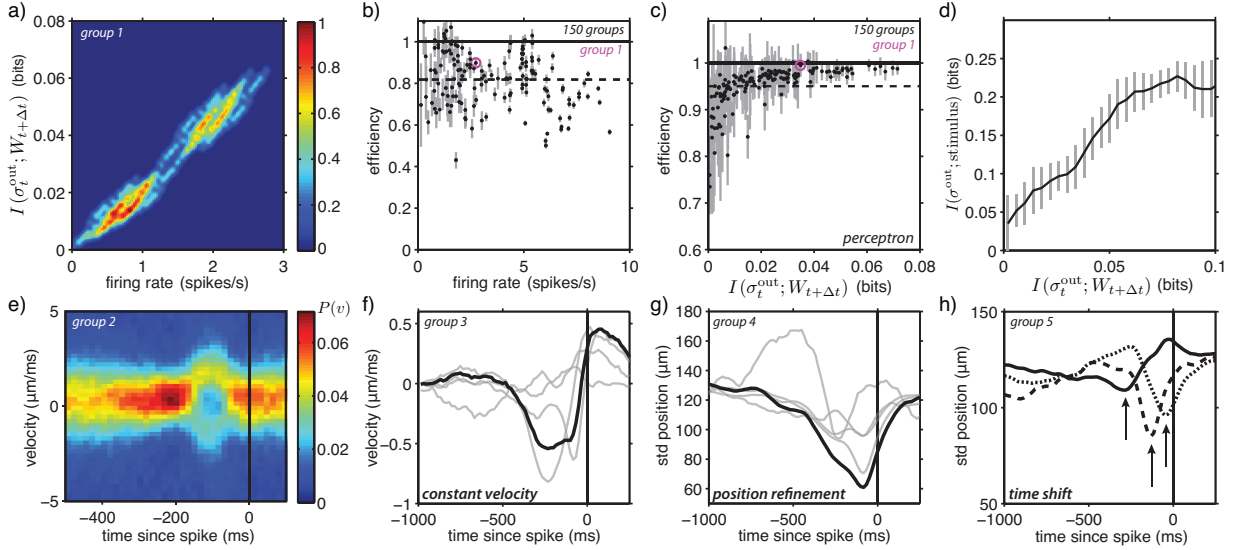 a)
group 1
I(σ_t^out; W_{t+Δt}) (bits)
0.08
0.06
0.04
0.02
0
0
1
2
3
firing rate (spikes/s)
1
0.8
0.6
0.4
0.2
0
b)
150 groups
group 1
efficiency
1
0.8
0.6
0.4
0.2
0
0
5
10
firing rate (spikes/s)
c)
150 groups
group 1
efficiency
1
0.9
0.8
0.7
0.6
perceptron
0
0.02
0.04
0.06
0.08
I(σ_t^out; W_{t+Δt}) (bits)
d)
I(σ^out; stimulus) (bits)
0.25
0.20
0.15
0.10
0.05
0
0
0.05
0.1
I(σ_t^out; W_{t+Δt}) (bits)
e)
group 2
velocity (μm/ms)
5
0
−5
−400
−200
0
time since spike (ms)
P(v)
0.06
0.04
0.02
0
f)
group 3
velocity (μm/ms)
0.5
0
−0.5
−1
constant velocity
−1000
−500
0
time since spike (ms)
g)
group 4
std position (μm)
180
160
140
120
100
80
60
position refinement
−1000
−500
0
time since spike (ms)
h)
group 5
std position (μm)
150
100
50
time shift
−1000
−500
0
time since spike (ms)